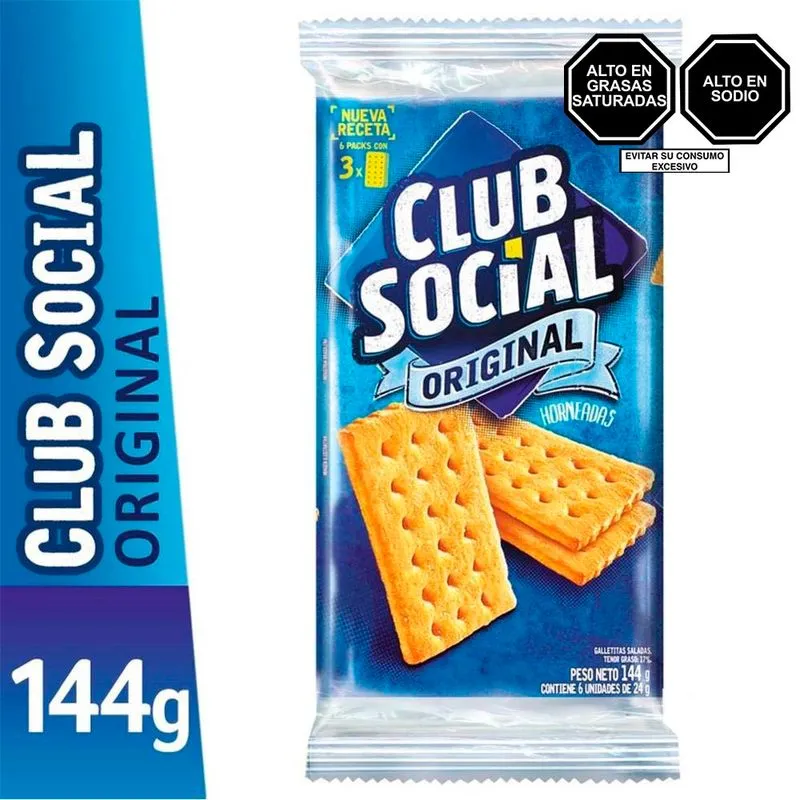 CLUB SOCIAL
ORIGINAL
144g
NUEVA
RECETA
6 PACKS CON
3x
CLUB
SOCiAL
ORIGINAL
HORNEADAS
GALLETITAS SALADAS.
TENOR GRASO: 17%.
PESO NETO 144 g
CONTIENE 6 UNIDADES DE 24 g
ALTO EN
GRASAS
SATURADAS
ALTO EN
SODIO
EVITAR SU CONSUMO
EXCESIVO